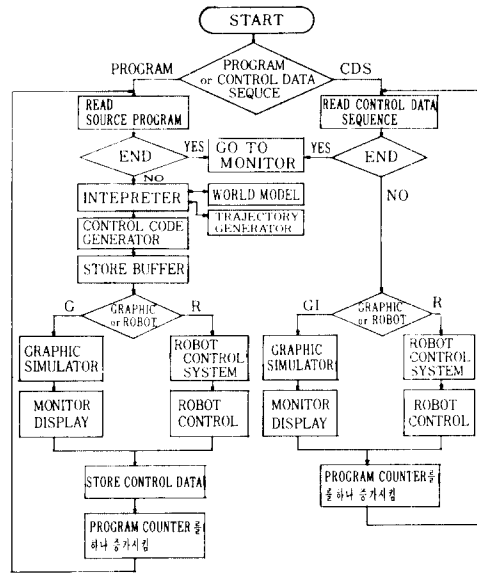 START
PROGRAM
or CONTROL DATA
SEQUCE
PROGRAM
CDS
READ
SOURCE PROGRAM
READ CONTROL DATA
SEQUENCE
END
YES
GO TO
MONITOR
YES
END
NO
NO
INTEPRETER
WORLD MODEL
TRAJECTORY
GENERATOR
CONTROL CODE
GENERATOR
STORE BUFFER
G
GRAPHIC
or ROBOT
R
GI
GRAPHIC
or ROBOT
R
GRAPHIC
SIMULATOR
ROBOT
CONTROL
SYSTEM
GRAPHIC
SIMULATOR
ROBOT
CONTROL
SYSTEM
MONITOR
DISPLAY
ROBOT
CONTROL
MONITOR
DISPLAY
ROBOT
CONTROL
STORE CONTROL DATA
PROGRAM COUNTER를
를하나 증가시킴
PROGRAM COUNTER를
하나 증가시킴